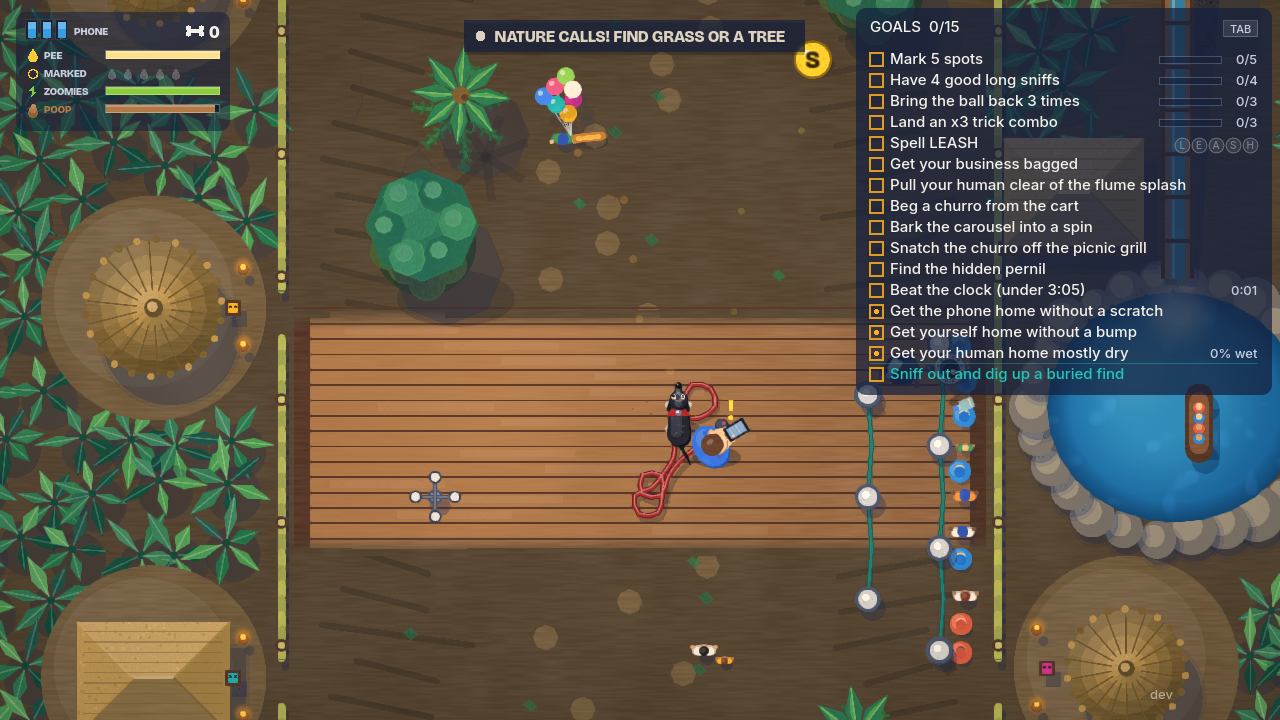 PHONE 0
PEE
MARKED
ZOOMIES
POOP
NATURE CALLS! FIND GRASS OR A TREE
S
GOALS 0/15 TAB
Mark 5 spots 0/5
Have 4 good long sniffs 0/4
Bring the ball back 3 times 0/3
Land an x3 trick combo 0/3
Spell LEASH L E A S H
Get your business bagged
Pull your human clear of the flume splash
Beg a churro from the cart
Bark the carousel into a spin
Snatch the churro off the picnic grill
Find the hidden pernil
Beat the clock (under 3:05) 0:01
Get the phone home without a scratch
Get yourself home without a bump
Get your human home mostly dry 0% wet
Sniff out and dig up a buried find
dev